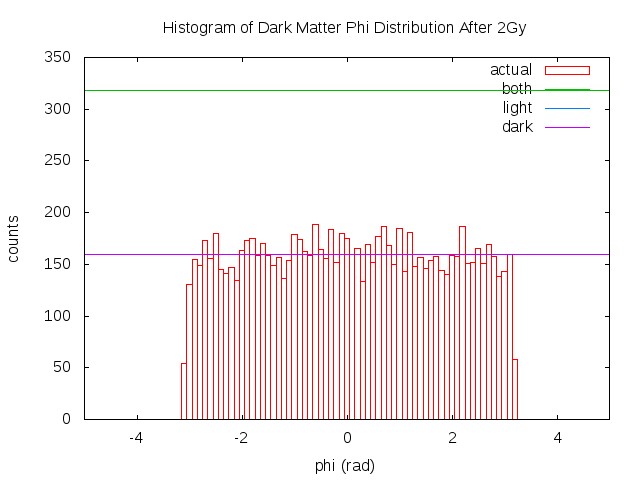 Histogram of Dark Matter Phi Distribution After 2Gy
350
300
250
200
150
100
50
0
counts
actual
both
light
dark
-4
-2
0
2
4
phi (rad)